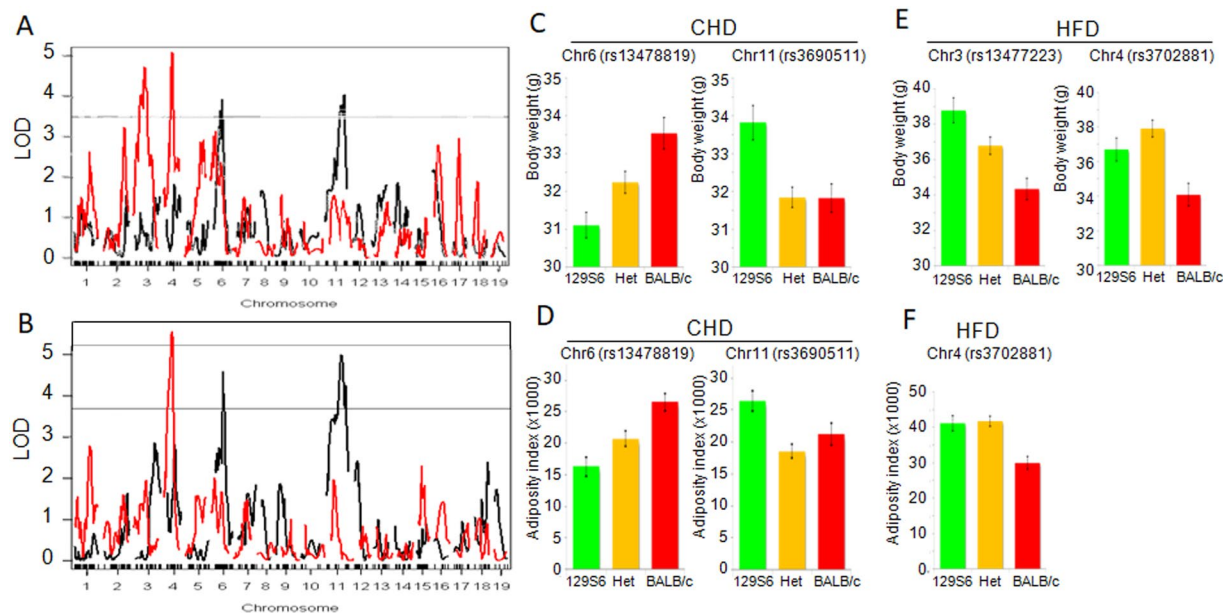 A
5
4
3
2
1
0
LOD
1 2 3 4 5 6 7 8 9 10 11 12 13 14 15 16 17 18 19
Chromosome
B
5
4
3
2
1
0
LOD
1 2 3 4 5 6 7 8 9 10 11 12 13 14 15 16 17 18 19
Chromosome
C
CHD
Chr6 (rs13478819)
Body weight (g)
35
34
33
32
31
30
129S6 Het BALB/c
Chr11 (rs3690511)
Body weight (g)
35
34
33
32
31
30
129S6 Het BALB/c
D
CHD
Chr6 (rs13478819)
Adiposity index (x1000)
30
25
20
15
10
5
0
129S6 Het BALB/c
Chr11 (rs3690511)
Adiposity index (x1000)
30
25
20
15
10
5
0
129S6 Het BALB/c
E
HFD
Chr3 (rs13477223)
Body weight (g)
40
38
36
34
32
30
129S6 Het BALB/c
Chr4 (rs3702881)
Body weight (g)
40
38
36
34
32
30
129S6 Het BALB/c
F
HFD
Chr4 (rs3702881)
Adiposity index (x1000)
50
40
30
20
10
0
129S6 Het BALB/c